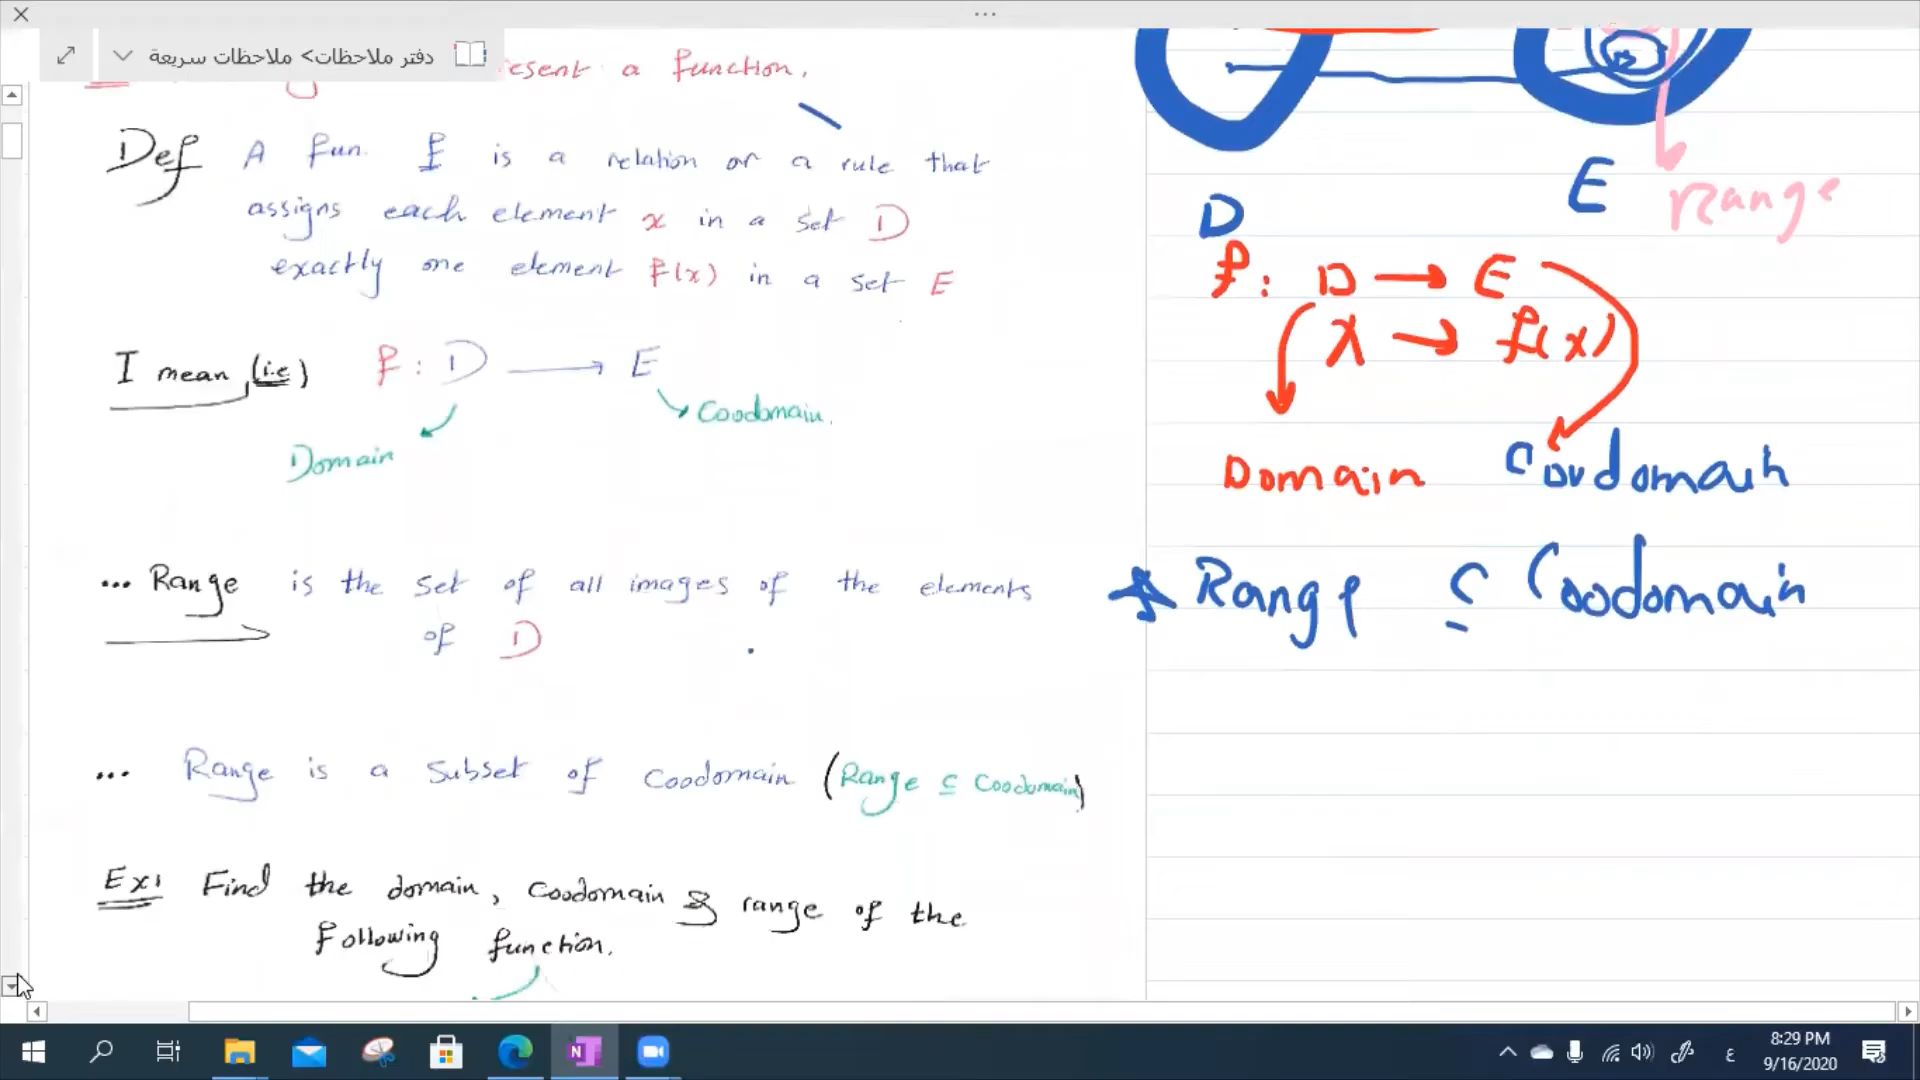 دفتر ملاحظات> ملاحظات سريعة
esent a function.
Def A fun. f is a relation or a rule that
assigns each element x in a set D
exactly one element f(x) in a set E
I mean, (i.e) f : D → E
Coodomain.
Domain
... Range is the set of all images of the elements
of D
... Range is a subset of Coodomain (Range ⊆ Coodomain)
Ex1 Find the domain, Coodomain & range of the
following function.
E
Range
D
f: D → E
x → f(x)
Domain Coodomain
Range ⊆ Coodomain
8:29 PM
ع
9/16/2020